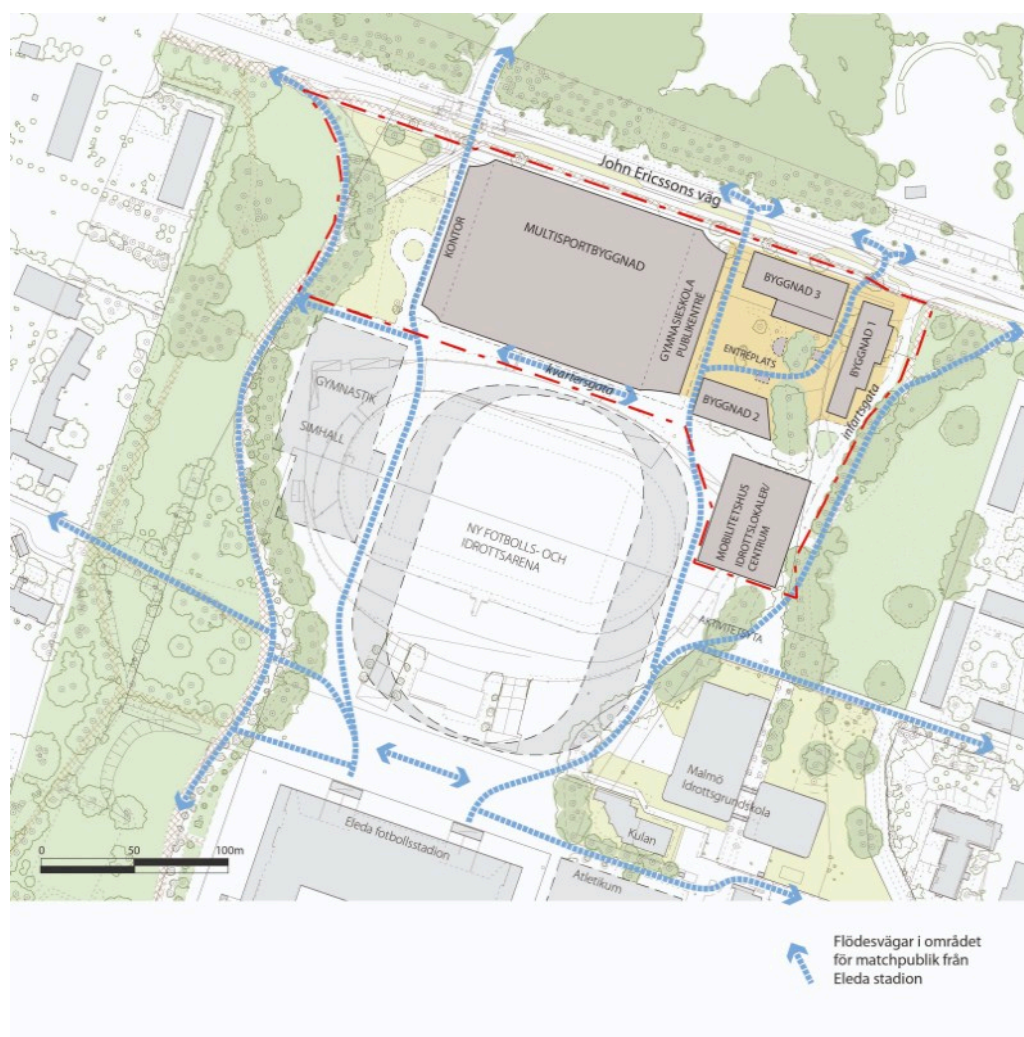 John Ericssons väg
KONTOR
MULTISPORTBYGGNAD
GYMNASIESKOLA
PUBLIKENTRÉ
BYGGNAD 3
BYGGNAD 1
ENTREPLATS
BYGGNAD 2
kvartersgata
infartsgata
GYMNASTIK
SIMHALL
NY FOTBOLLS- OCH
IDROTTSARENA
MOBILITETSHUS
IDROTTSLOKALER/
CENTRUM
AKTIVITETSYTA
Malmö
Idrottsgrundskola
Eleda fotbollsstadion
Kulan
Atletikum
0 50 100m
Flödesvägar i området
för matchpublik från
Eleda stadion